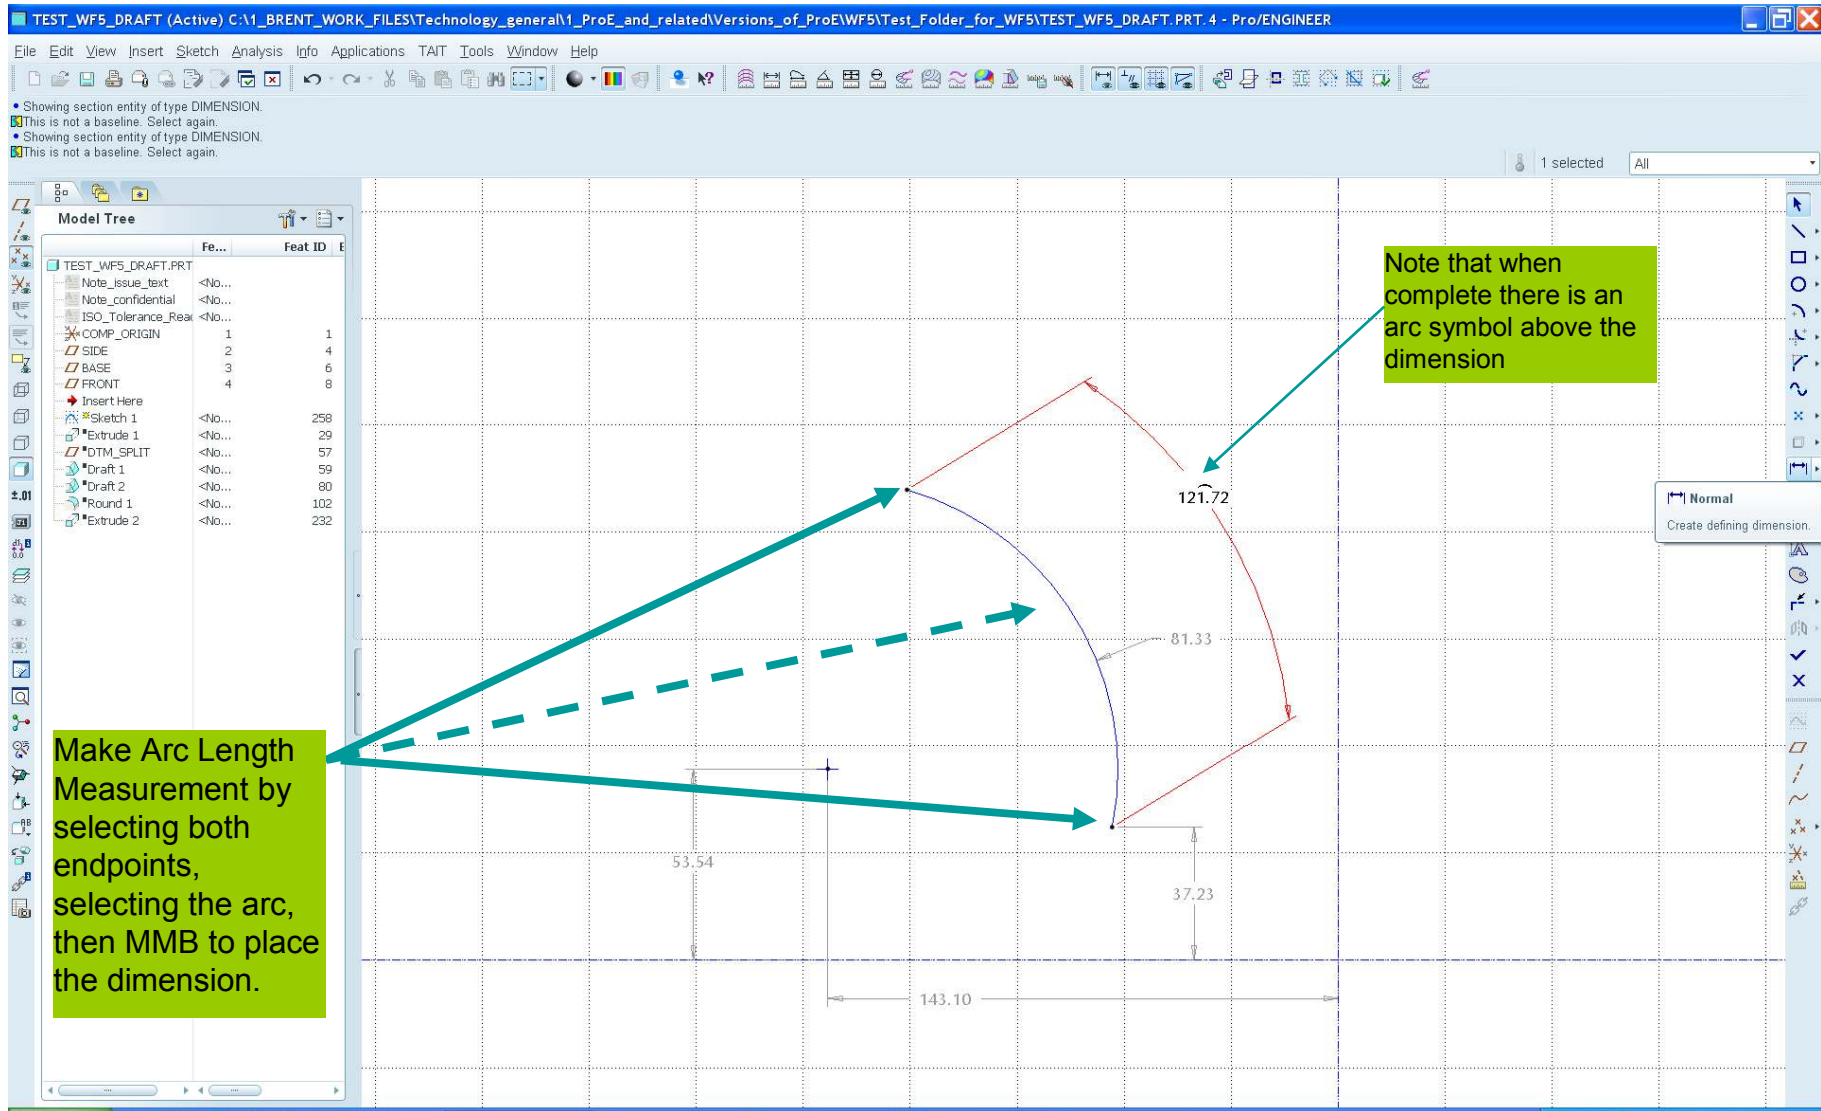 TEST_WF5_DRAFT (Active) C:\1_BRENT_WORK_FILES\Technology_general\1_ProE_and_related\Versions_of_ProE\WF5\Test_Folder_for_WF5\TEST_WF5_DRAFT.PRT.4 - Pro/ENGINEER
File Edit View Insert Sketch Analysis Info Applications TAIT Tools Window Help
• Showing section entity of type DIMENSION.
This is not a baseline. Select again.
• Showing section entity of type DIMENSION.
This is not a baseline. Select again.
1 selected All
Model Tree
Fe... Feat ID
TEST_WF5_DRAFT.PRT
Note_issue_text <No...
Note_confidential <No...
ISO_Tolerance_Rea <No...
COMP_ORIGIN 1 1
SIDE 2 4
BASE 3 6
FRONT 4 8
Insert Here
Sketch 1 <No... 258
Extrude 1 <No... 29
DTM_SPLIT <No... 57
Draft 1 <No... 59
Draft 2 <No... 80
Round 1 <No... 102
Extrude 2 <No... 232
Note that when
complete there is an
arc symbol above the
dimension
121.72
81.33
53.54
37.23
143.10
Normal
Create defining dimension.
Make Arc Length
Measurement by
selecting both
endpoints,
selecting the arc,
then MMB to place
the dimension.